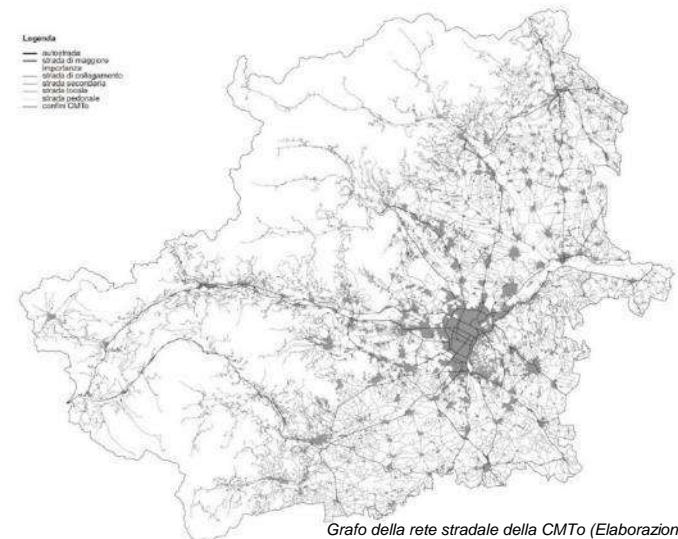 Legenda
autostrada
strada di maggiore
importanza
strada di collegamento
strada secondaria
strada locale
strada pedonale
confini CMTo
Grafo della rete stradale della CMTo (Elaborazion